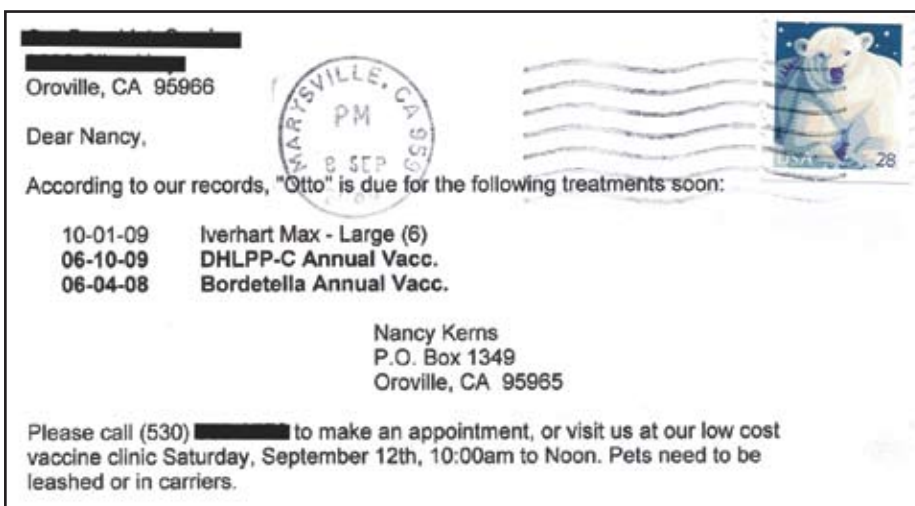 Oroville, CA 95966
MARYSVILLE, CA 959
PM
8 SEP
USA 28
Dear Nancy,
According to our records, "Otto" is due for the following treatments soon:
10-01-09 Iverhart Max - Large (6)
06-10-09 DHLPP-C Annual Vacc.
06-04-08 Bordetella Annual Vacc.
Nancy Kerns
P.O. Box 1349
Oroville, CA 95965
Please call (530) to make an appointment, or visit us at our low cost
vaccine clinic Saturday, September 12th, 10:00am to Noon. Pets need to be
leashed or in carriers.